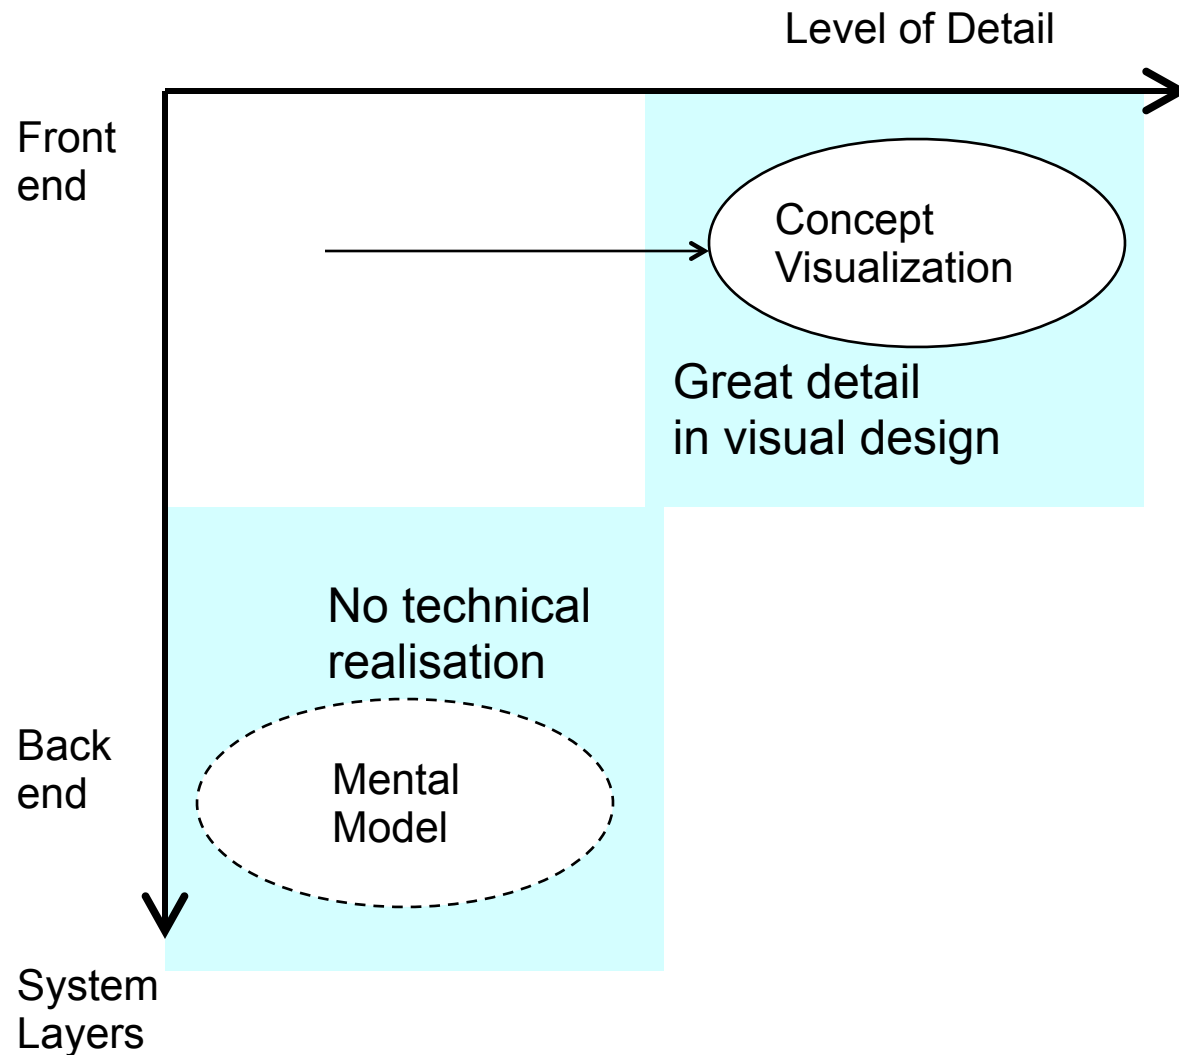 Level of Detail
Front
end
Concept
Visualization
Great detail
in visual design
No technical
realisation
Back
end
Mental
Model
System
Layers